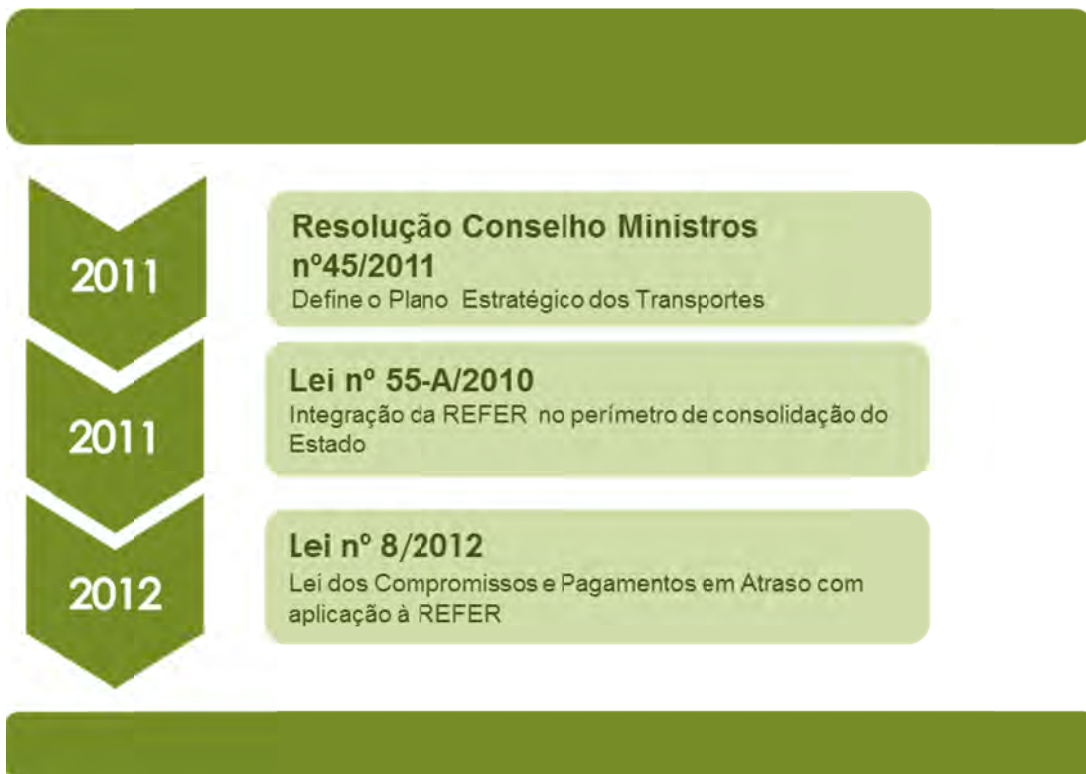 2011
Resolução Conselho Ministros
nº45/2011
Define o Plano Estratégico dos Transportes
2011
Lei nº 55-A/2010
Integração da REFER no perímetro de consolidação do
Estado
2012
Lei nº 8/2012
Lei dos Compromissos e Pagamentos em Atraso com
aplicação à REFER